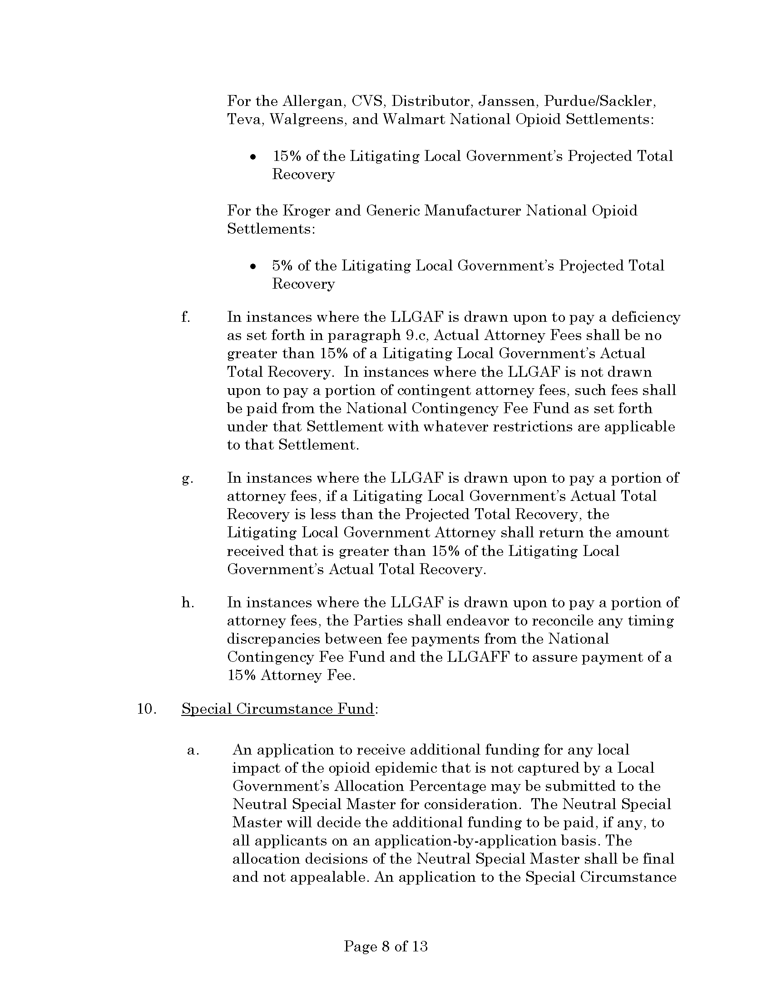 For the Allergan, CVS, Distributor, Janssen, Purdue/Sackler,
Teva, Walgreens, and Walmart National Opioid Settlements:
• 15% of the Litigating Local Government’s Projected Total
Recovery
For the Kroger and Generic Manufacturer National Opioid
Settlements:
• 5% of the Litigating Local Government’s Projected Total
Recovery
f. In instances where the LLGAF is drawn upon to pay a deficiency
as set forth in paragraph 9.c, Actual Attorney Fees shall be no
greater than 15% of a Litigating Local Government’s Actual
Total Recovery.  In instances where the LLGAF is not drawn
upon to pay a portion of contingent attorney fees, such fees shall
be paid from the National Contingency Fee Fund as set forth
under that Settlement with whatever restrictions are applicable
to that Settlement.
g. In instances where the LLGAF is drawn upon to pay a portion of
attorney fees, if a Litigating Local Government’s Actual Total
Recovery is less than the Projected Total Recovery, the
Litigating Local Government Attorney shall return the amount
received that is greater than 15% of the Litigating Local
Government’s Actual Total Recovery.
h. In instances where the LLGAF is drawn upon to pay a portion of
attorney fees, the Parties shall endeavor to reconcile any timing
discrepancies between fee payments from the National
Contingency Fee Fund and the LLGAFF to assure payment of a
15% Attorney Fee.
10. Special Circumstance Fund:
a. An application to receive additional funding for any local
impact of the opioid epidemic that is not captured by a Local
Government’s Allocation Percentage may be submitted to the
Neutral Special Master for consideration.  The Neutral Special
Master will decide the additional funding to be paid, if any, to
all applicants on an application-by-application basis. The
allocation decisions of the Neutral Special Master shall be final
and not appealable. An application to the Special Circumstance
Page 8 of 13